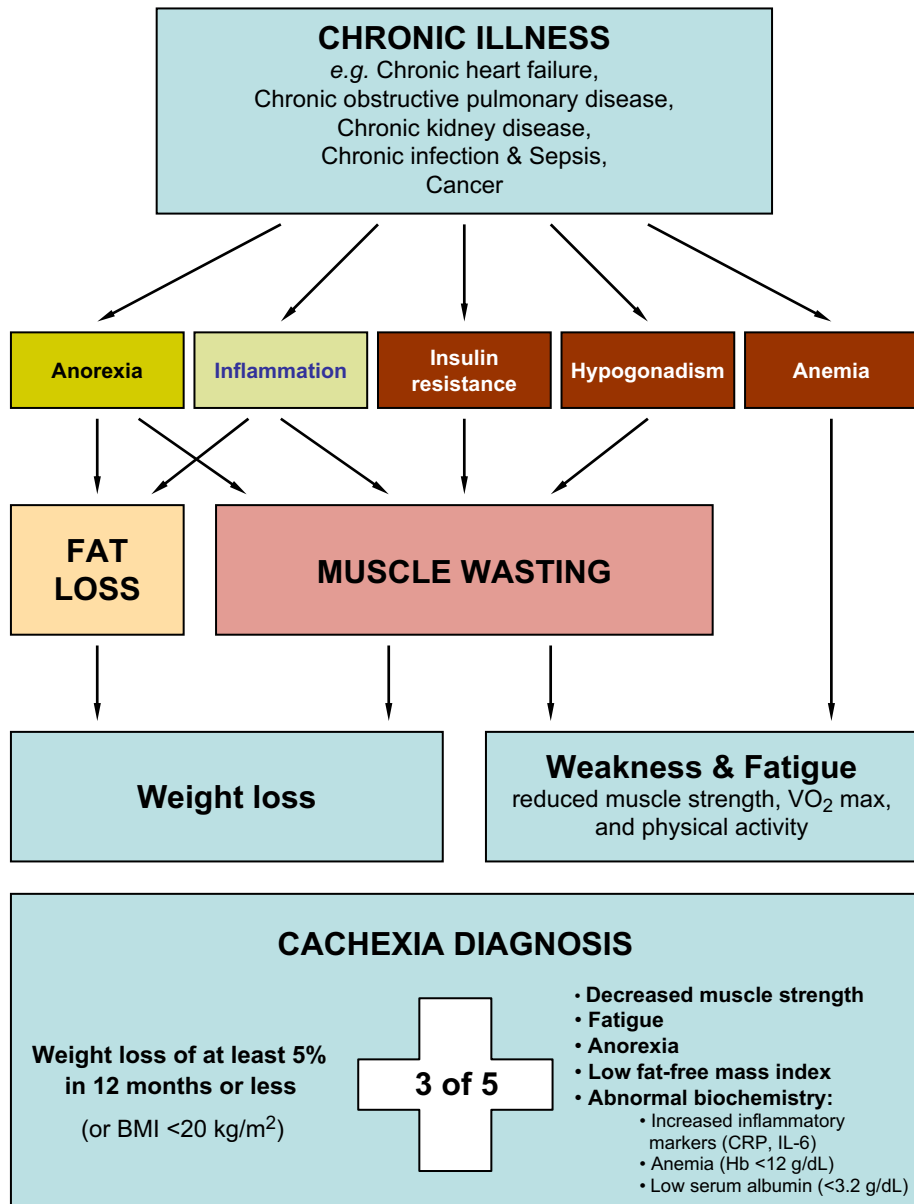 CHRONIC ILLNESS
e.g. Chronic heart failure,
Chronic obstructive pulmonary disease,
Chronic kidney disease,
Chronic infection & Sepsis,
Cancer
Anorexia
Inflammation
Insulin
resistance
Hypogonadism
Anemia
FAT
LOSS
MUSCLE WASTING
Weight loss
Weakness & Fatigue
reduced muscle strength, VO₂ max,
and physical activity
CACHEXIA DIAGNOSIS
Weight loss of at least 5%
in 12 months or less
(or BMI <20 kg/m²)
3 of 5
• Decreased muscle strength
• Fatigue
• Anorexia
• Low fat-free mass index
• Abnormal biochemistry:
• Increased inflammatory
markers (CRP, IL-6)
• Anemia (Hb <12 g/dL)
• Low serum albumin (<3.2 g/dL)